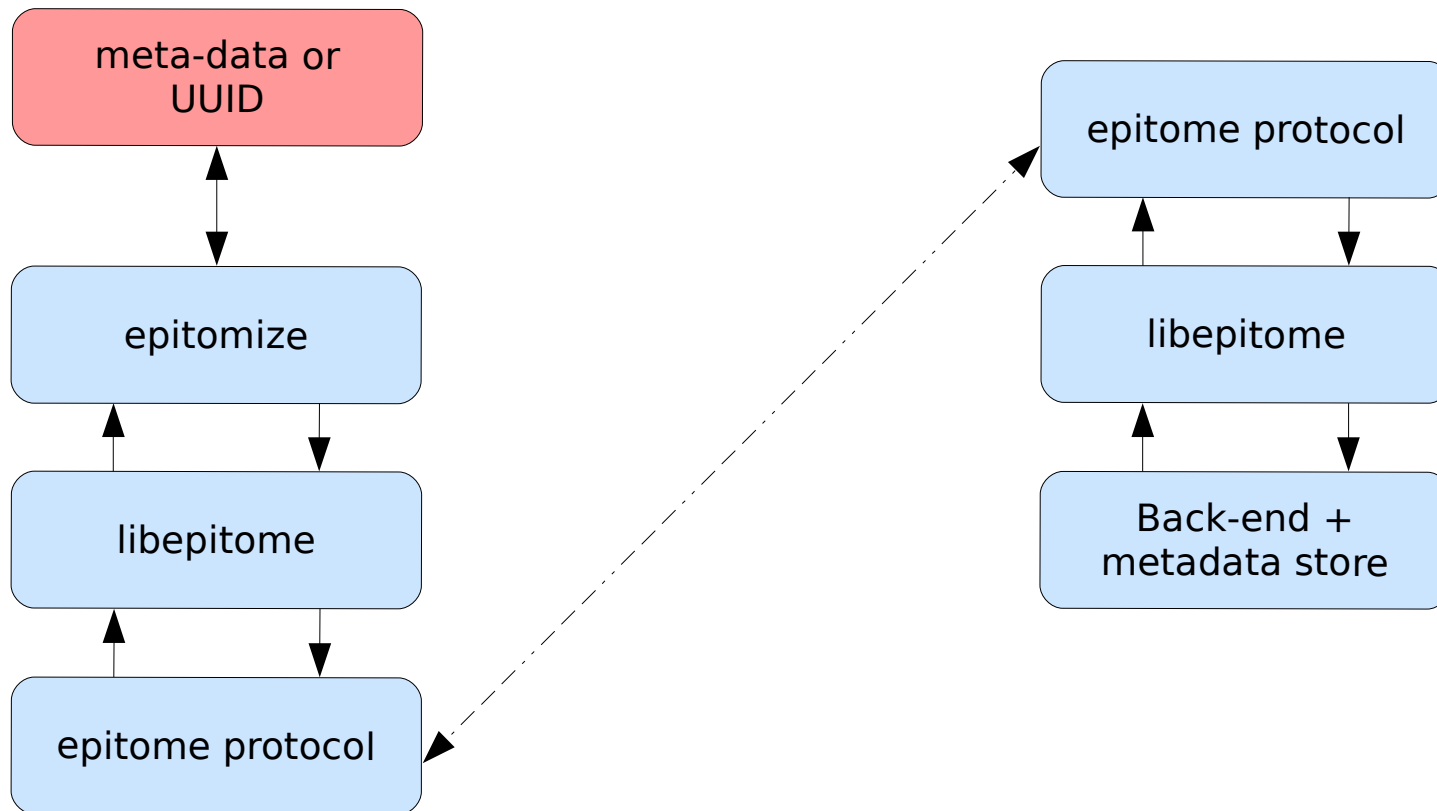 meta-data or
UUID
epitomize
libepitome
epitome protocol
epitome protocol
libepitome
Back-end +
metadata store